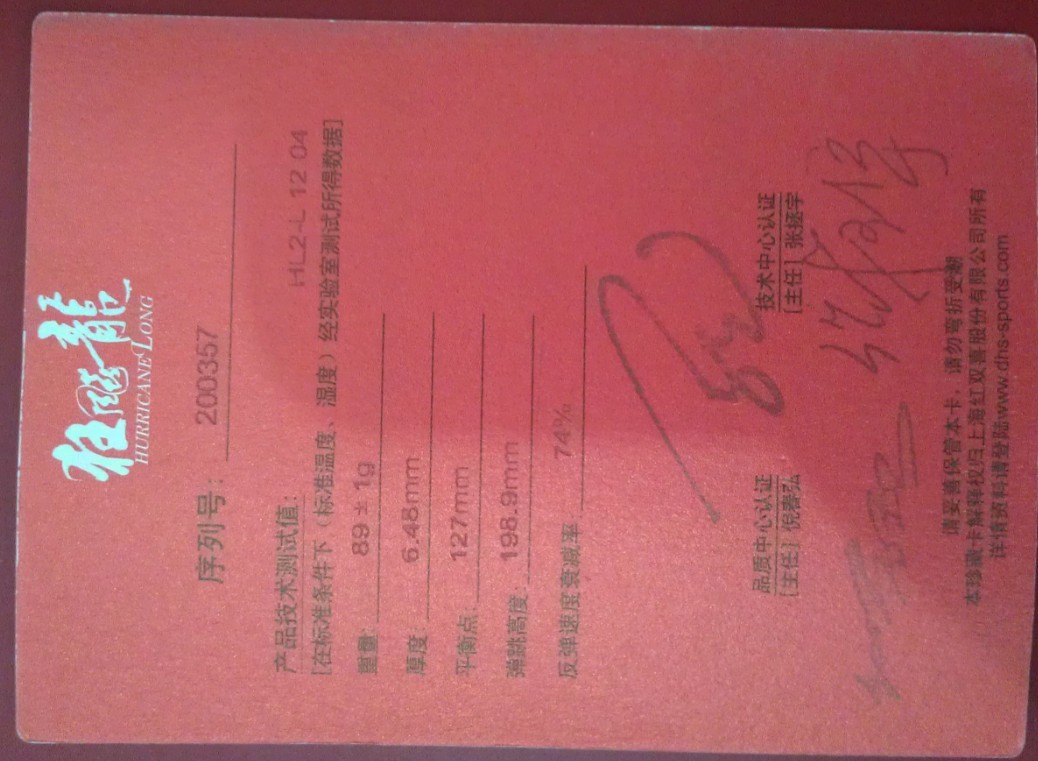 狂飚龍
HURRICANE LONG
序列号: 200357
产品技术测试值: HL2-L 12 04
[在标准条件下（标准温度、湿度）经实验室测试所得数据]
重量: 89 ± 1g
厚度: 6.48mm
平衡点: 127mm
弹跳高度: 198.9mm
反弹速度衰减率: 74%
品质中心认证 技术中心认证
[主任] 倪春弘 [主任] 张拯宇
请妥善保管本卡，请勿弯折受潮
本珍藏卡解释权归上海红双喜股份有限公司所有
详情资料请登陆www.dhs-sports.com